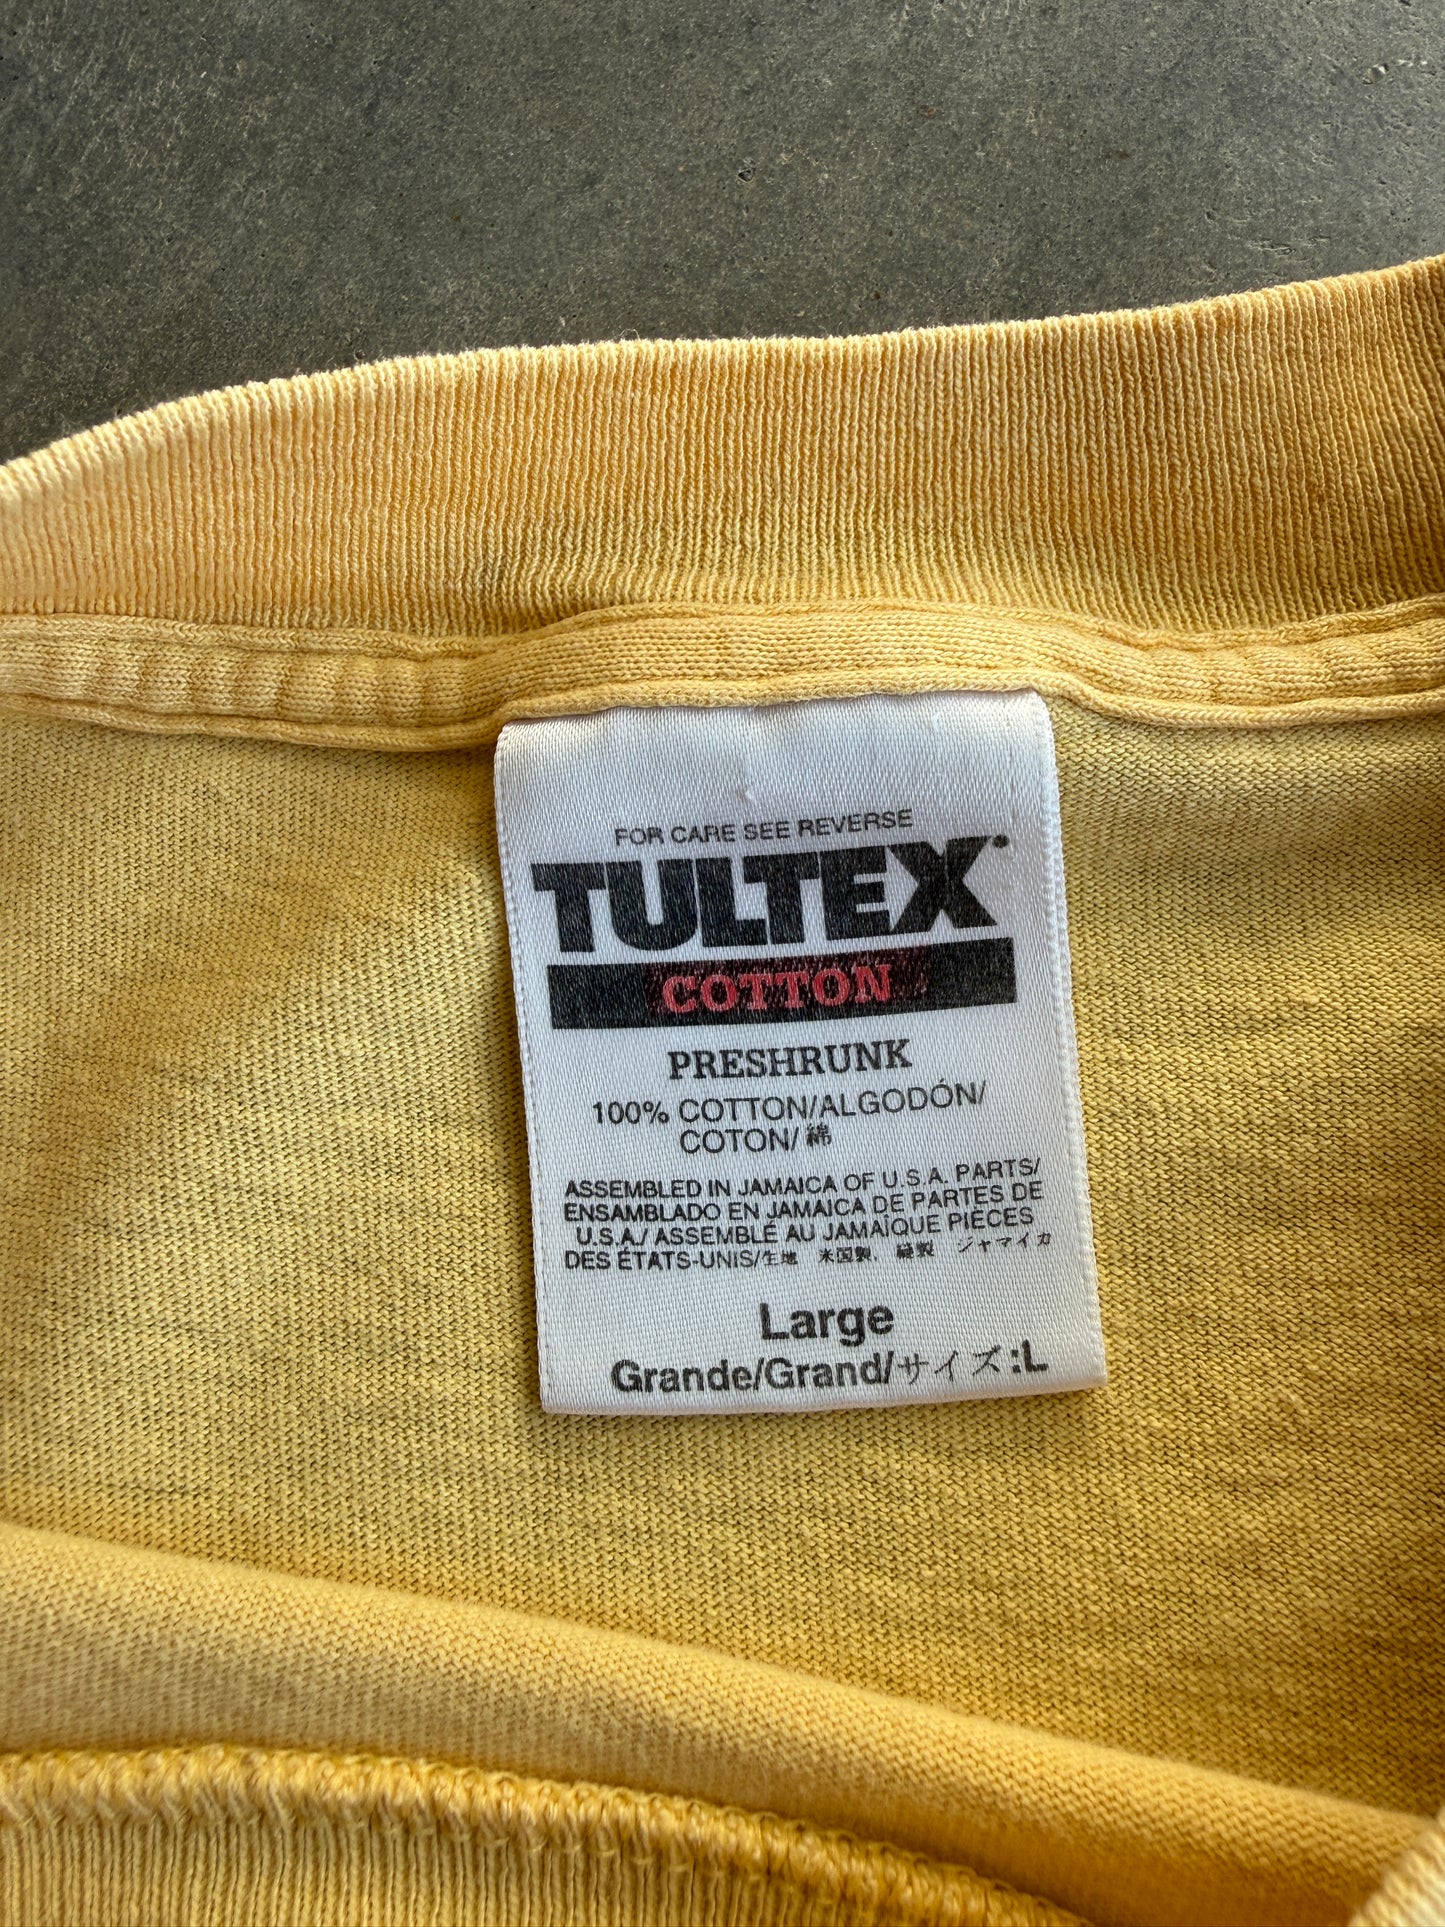 FOR CARE SEE REVERSE
TULTEX
COTTON
PRESHRUNK
100% COTTON/ALGODÓN/
COTON/綿
ASSEMBLED IN JAMAICA OF U.S.A. PARTS/
ENSAMBLADO EN JAMAICA DE PARTES DE
U.S.A./ ASSEMBLÉ AU JAMAÏQUE PIÈCES
DES ÉTATS-UNIS/生地 米国製、縫製 ジャマイカ
Large
Grande/Grand/サイズ:L